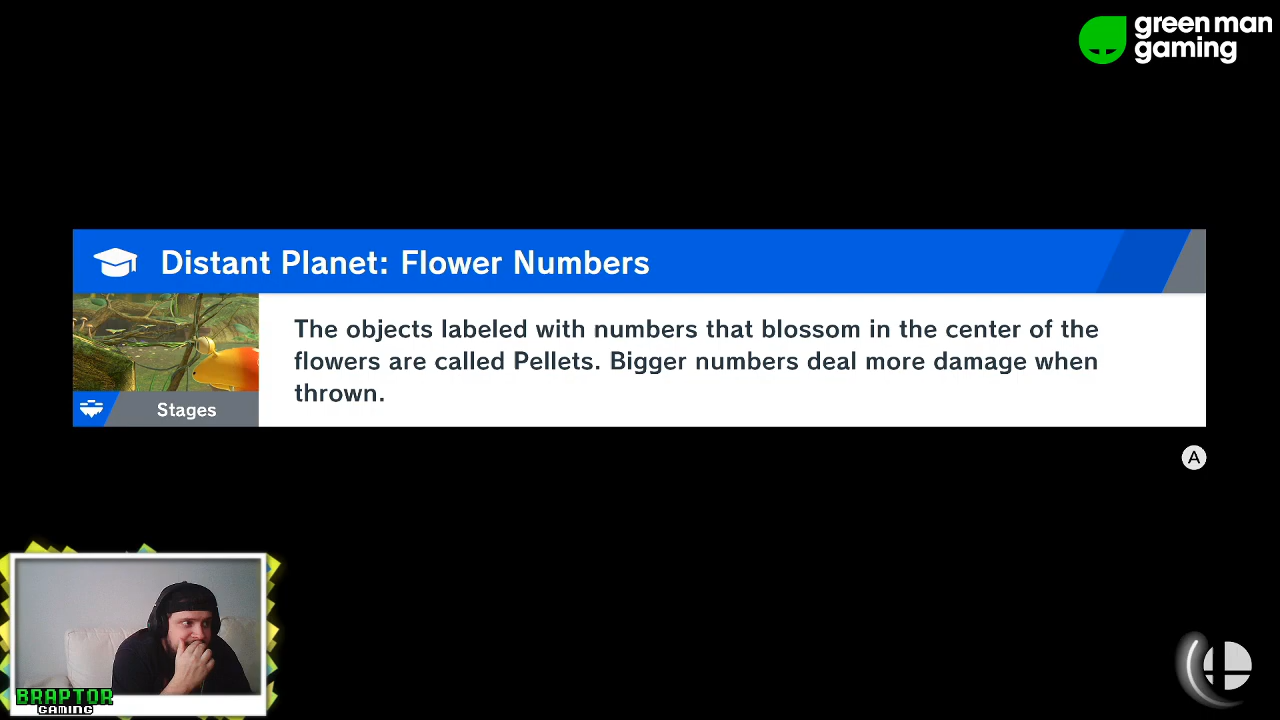 green man
gaming
Distant Planet: Flower Numbers
The objects labeled with numbers that blossom in the center of the
flowers are called Pellets. Bigger numbers deal more damage when
thrown.
Stages
A
BRAPTOR
GAMING